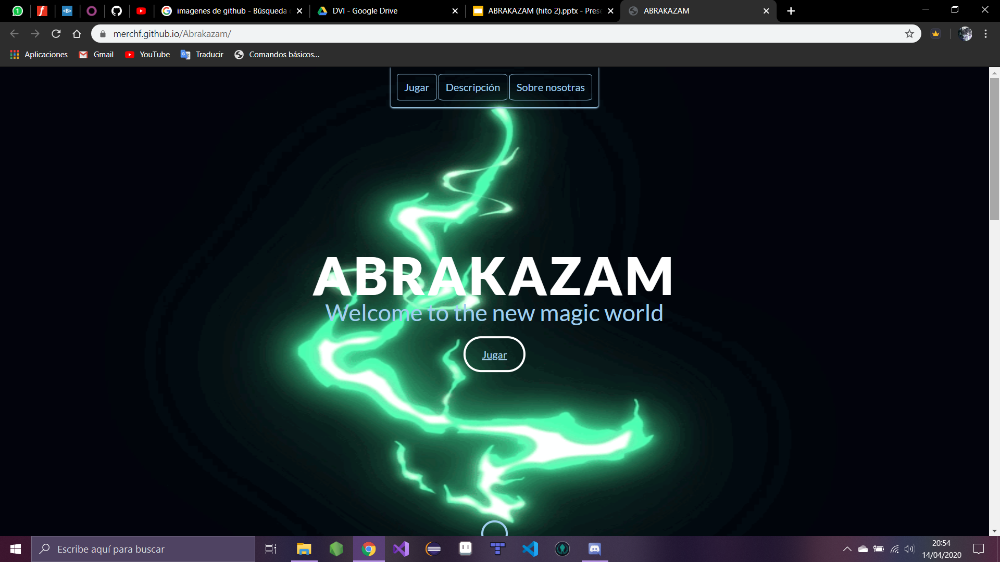 imagenes de github - Búsqueda
DVI - Google Drive
ABRAKAZAM (hito 2).pptx - Prese
ABRAKAZAM
merchf.github.io/Abrakazam/
Aplicaciones
Gmail
YouTube
Traducir
Comandos básicos...
Jugar
Descripción
Sobre nosotras
ABRAKAZAM
Welcome to the new magic world
Jugar
Escribe aquí para buscar
20:54
14/04/2020